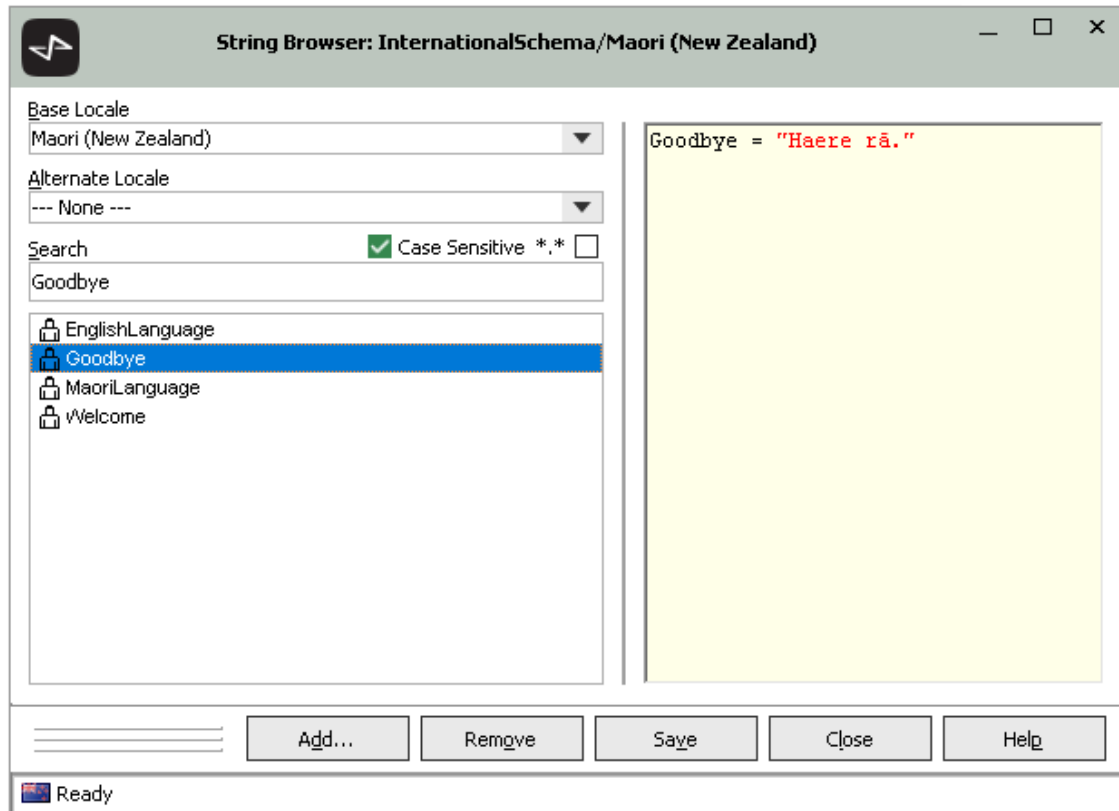 String Browser: InternationalSchema/Maori (New Zealand)
Base Locale
Maori (New Zealand)
Alternate Locale
--- None ---
Search
Case Sensitive *.*
Goodbye
EnglishLanguage
Goodbye
MaoriLanguage
Welcome
Goodbye = "Haere rā."
Add...
Remove
Save
Close
Help
Ready